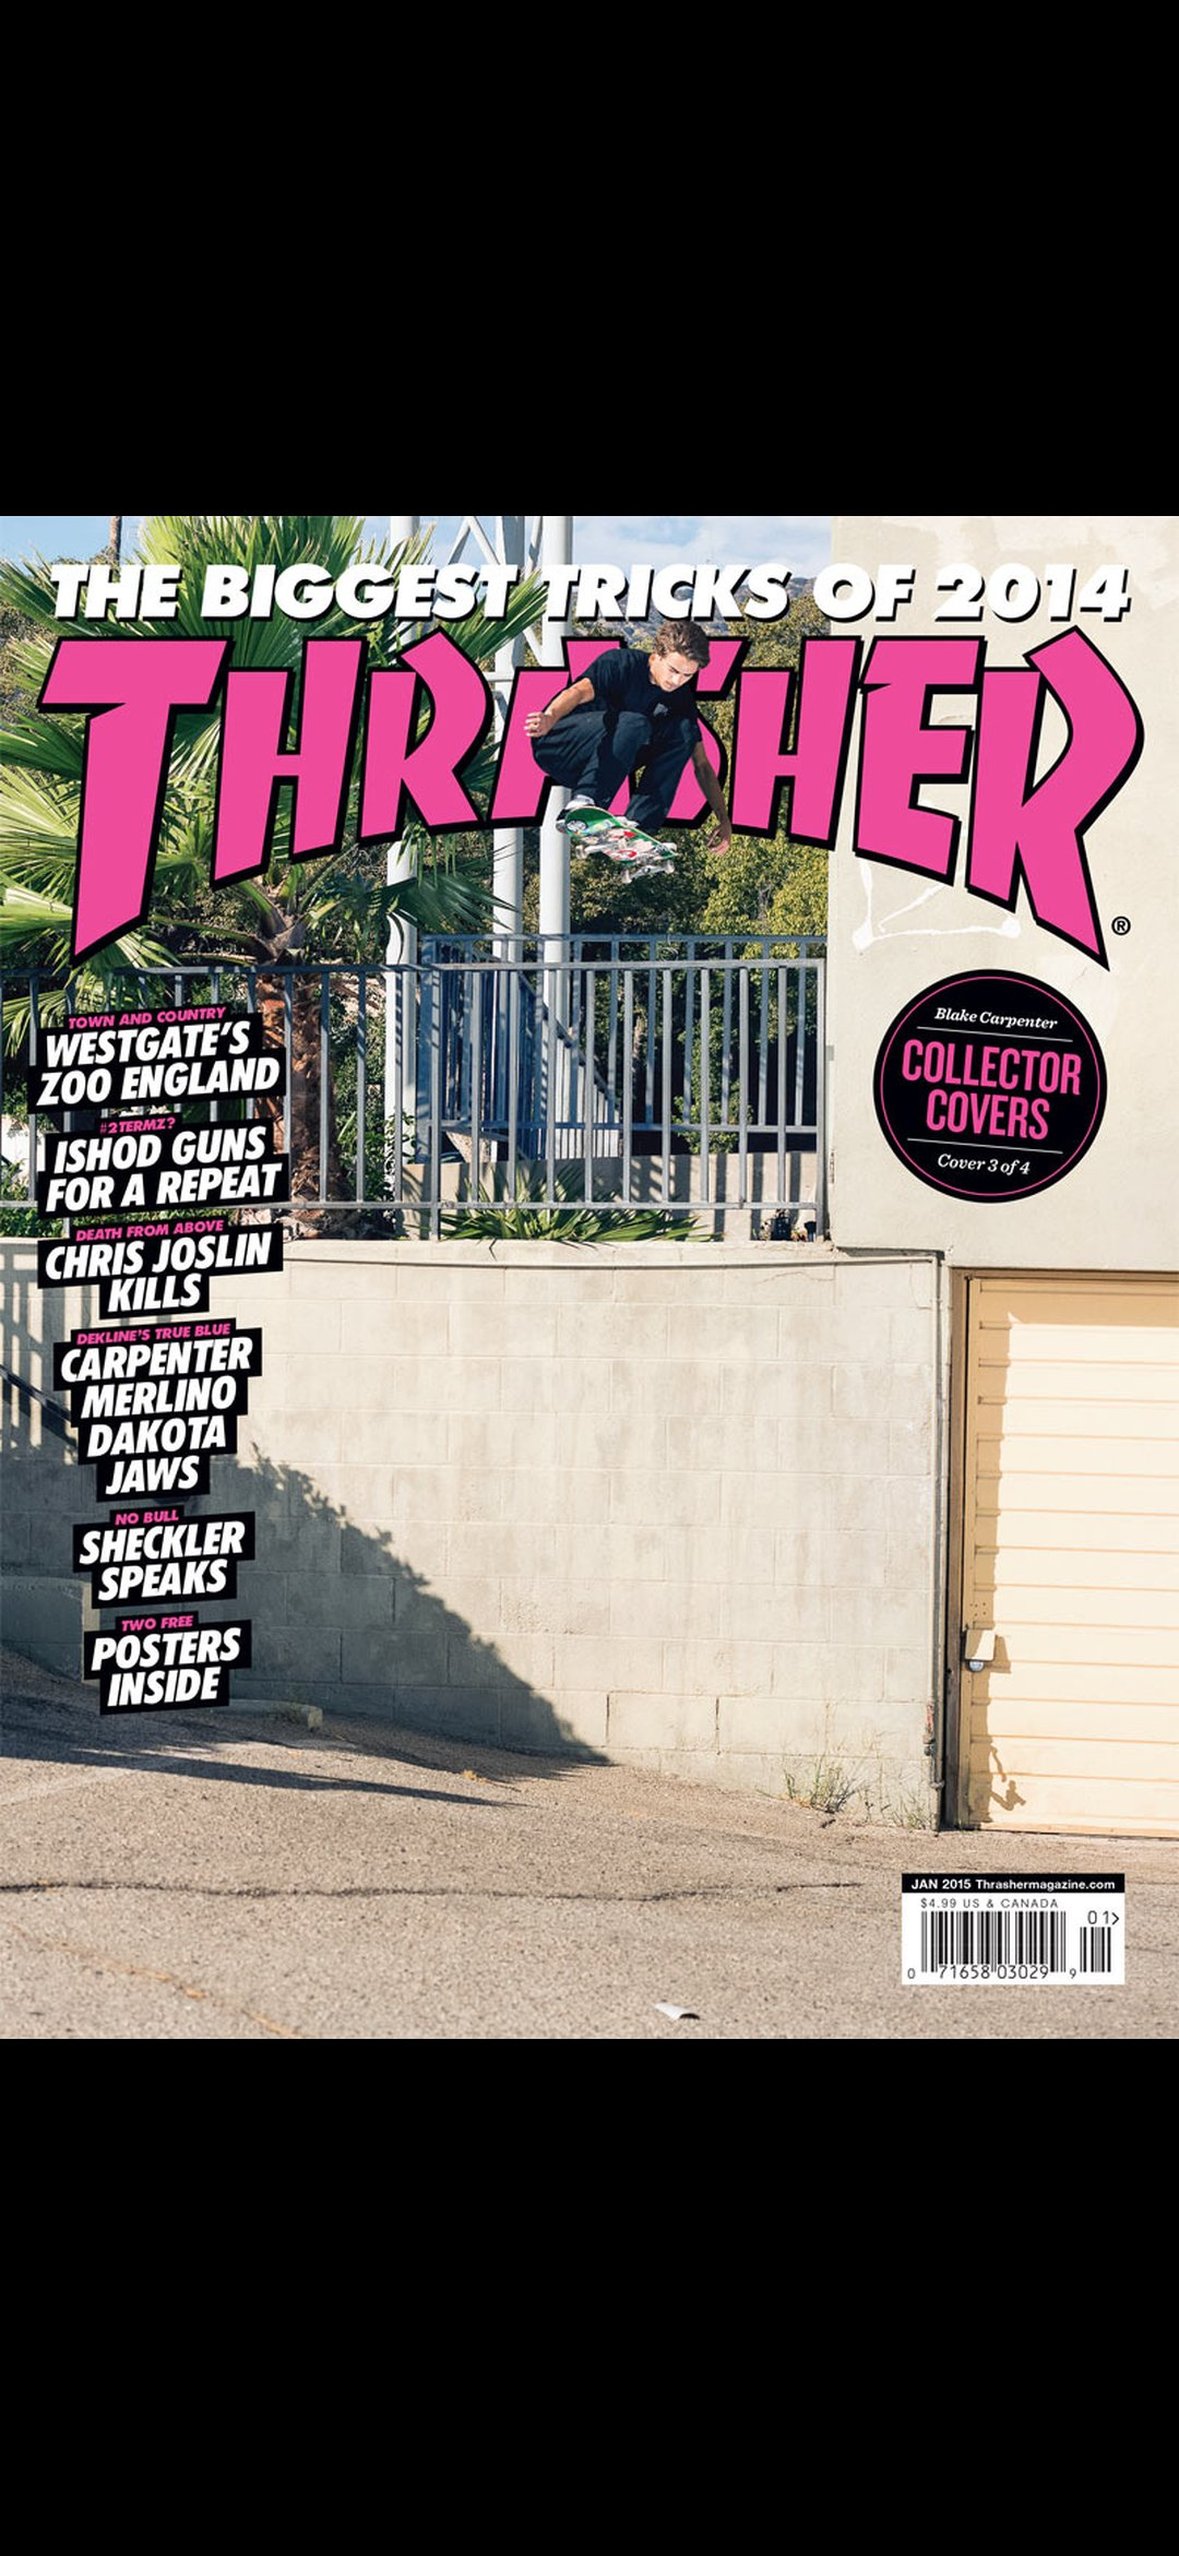 THE BIGGEST TRICKS OF 2014
THRASHER
®
TOWN AND COUNTRY
WESTGATE'S
ZOO ENGLAND
#2TERMZ?
ISHOD GUNS
FOR A REPEAT
DEATH FROM ABOVE
CHRIS JOSLIN
KILLS
DEKLINE'S TRUE BLUE
CARPENTER
MERLINO
DAKOTA
JAWS
NO BULL
SHECKLER
SPEAKS
TWO FREE
POSTERS
INSIDE
Blake Carpenter
COLLECTOR
COVERS
Cover 3 of 4
JAN 2015 Thrashermagazine.com
$4.99 US & CANADA
01>
0 71658 03029 9